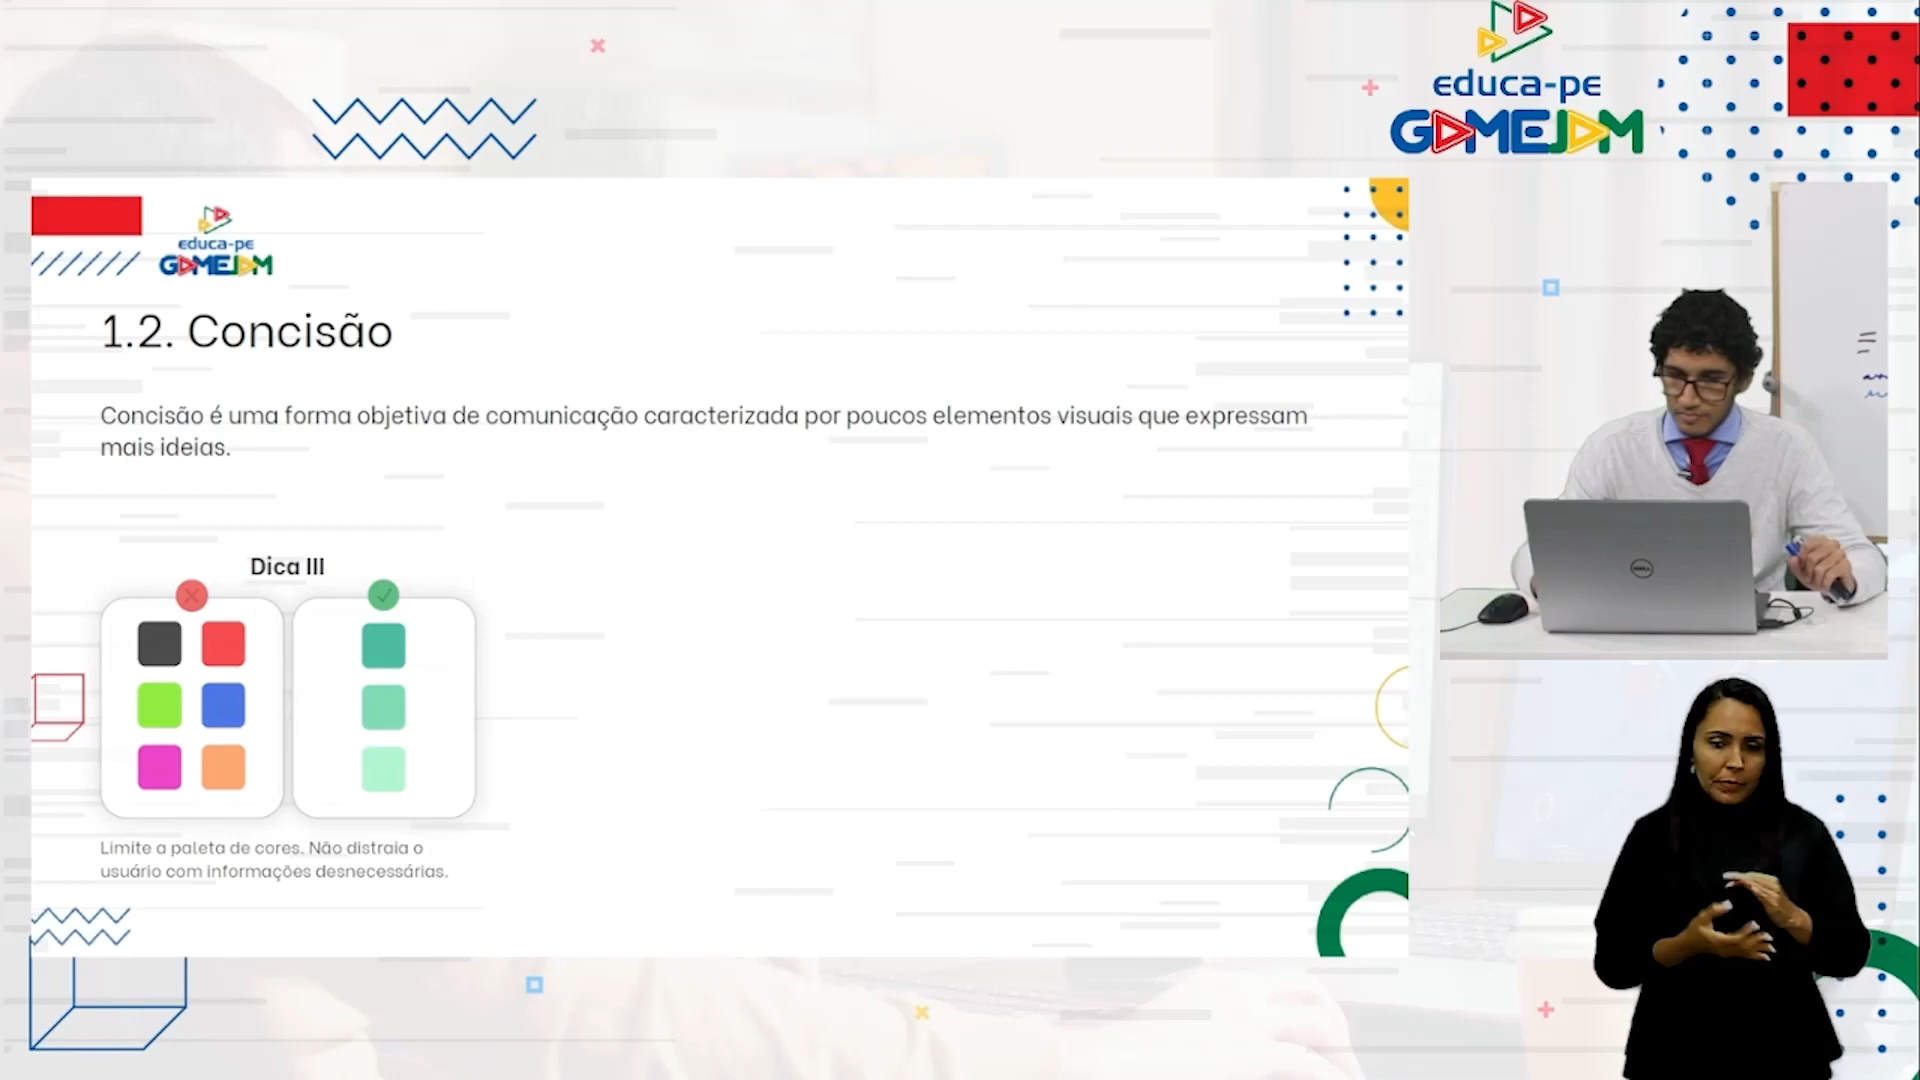 educa-pe
GAMEJAM
educa-pe
GAMEJAM
1.2. Concisão
Concisão é uma forma objetiva de comunicação caracterizada por poucos elementos visuais que expressam
mais ideias.
Dica III
Limite a paleta de cores. Não distraia o
usuário com informações desnecessárias.
DELL